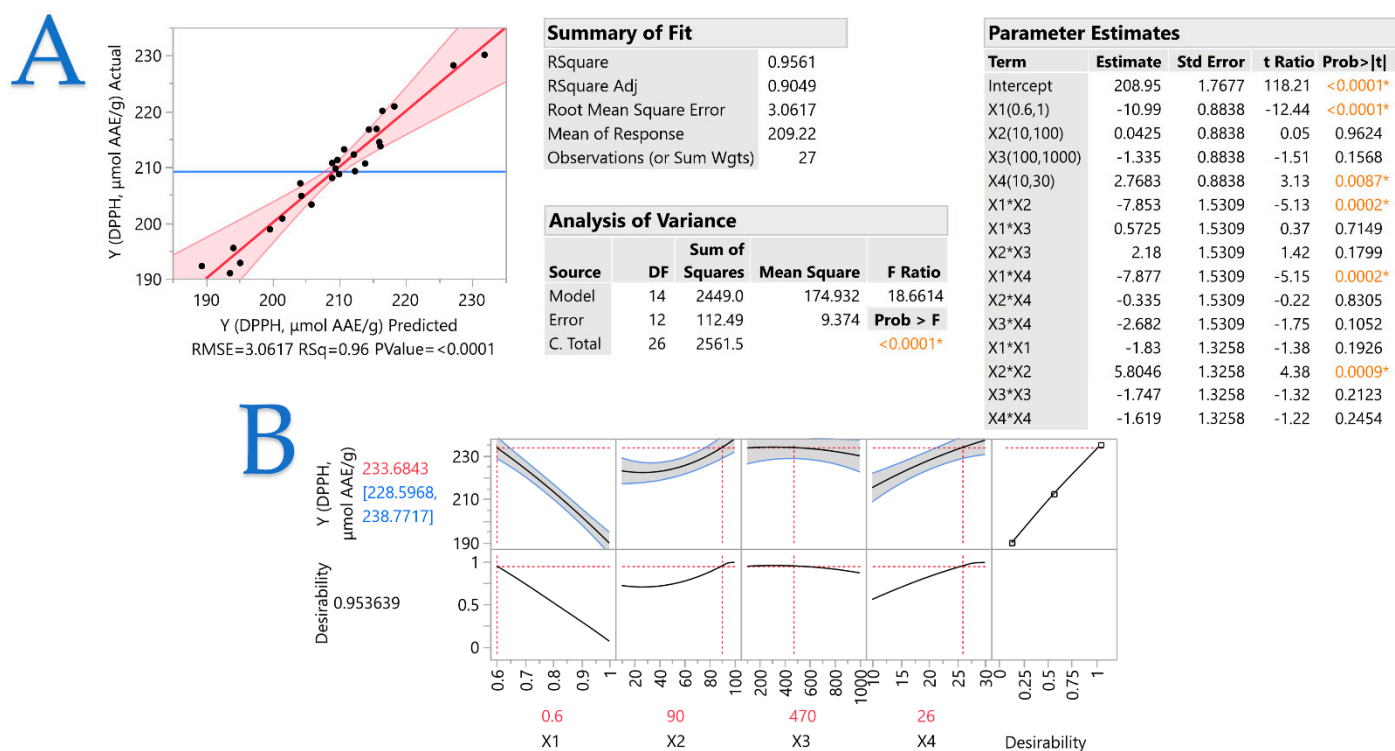 A
Y (DPPH, µmol AAE/g) Actual
230
220
210
200
190
190 200 210 220 230
Y (DPPH, µmol AAE/g) Predicted
RMSE=3.0617 RSq=0.96 PValue=<0.0001
Summary of Fit
RSquare 0.9561
RSquare Adj 0.9049
Root Mean Square Error 3.0617
Mean of Response 209.22
Observations (or Sum Wgts) 27
Analysis of Variance
Sum of
Source DF Squares Mean Square F Ratio
Model 14 2449.0 174.932 18.6614
Error 12 112.49 9.374 Prob > F
C. Total 26 2561.5 <0.0001*
Parameter Estimates
Term Estimate Std Error t Ratio Prob>|t|
Intercept 208.95 1.7677 118.21 <0.0001*
X1(0.6,1) -10.99 0.8838 -12.44 <0.0001*
X2(10,100) 0.0425 0.8838 0.05 0.9624
X3(100,1000) -1.335 0.8838 -1.51 0.1568
X4(10,30) 2.7683 0.8838 3.13 0.0087*
X1*X2 -7.853 1.5309 -5.13 0.0002*
X1*X3 0.5725 1.5309 0.37 0.7149
X2*X3 2.18 1.5309 1.42 0.1799
X1*X4 -7.877 1.5309 -5.15 0.0002*
X2*X4 -0.335 1.5309 -0.22 0.8305
X3*X4 -2.682 1.5309 -1.75 0.1052
X1*X1 -1.83 1.3258 -1.38 0.1926
X2*X2 5.8046 1.3258 4.38 0.0009*
X3*X3 -1.747 1.3258 -1.32 0.2123
X4*X4 -1.619 1.3258 -1.22 0.2454
B
Y (DPPH,
µmol AAE/g)
233.6843
[228.5968,
238.7717]
230
210
190
Desirability
0.953639
1
0.5
0
0.6 0.7 0.8 0.9 1
20 40 60 80 100
200 400 600 800 1000
10 15 20 25 30
0 0.25 0.5 0.75 1
0.6 90 470 26
X1 X2 X3 X4 Desirability